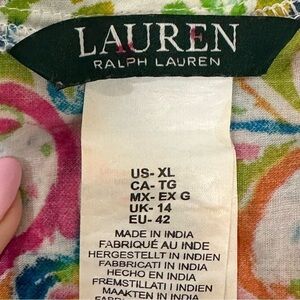 LAUREN
RALPH LAUREN
US- XL
CA- TG
MX- EX G
UK- 14
EU- 42
MADE IN INDIA
FABRIQUÉ AU INDE
HERGESTELLT IN INDIEN
FABBRICATI IN INDIA
HECHO EN INDIA
FREMSTILLATI I INDIEN
MAAKTEN IN INDIA